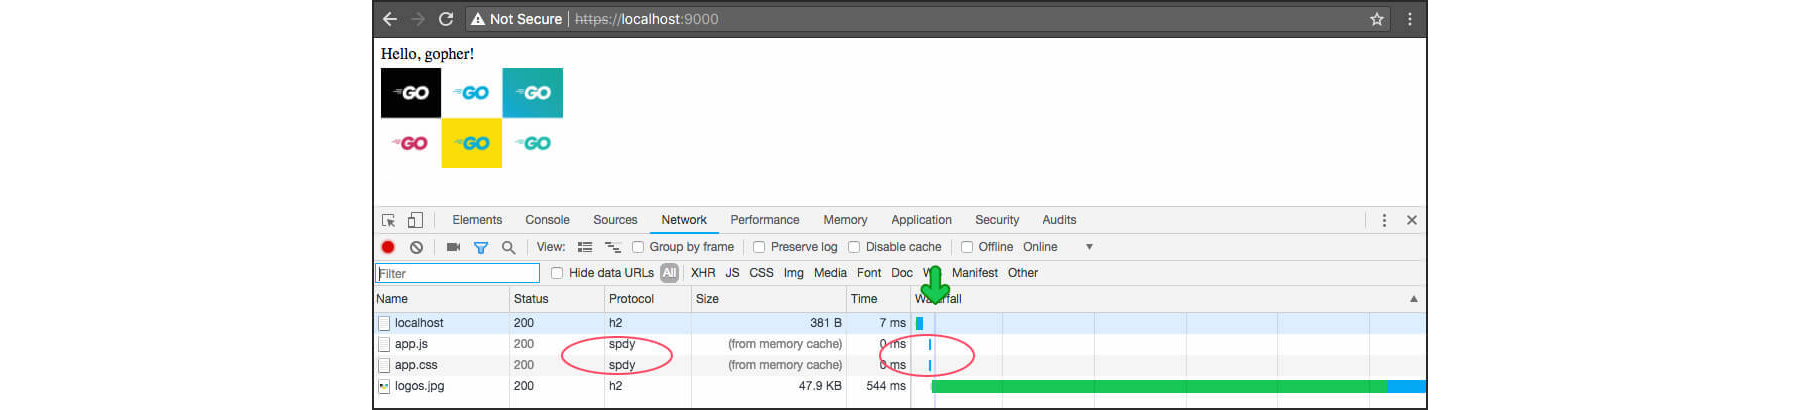 Not Secure | https://localhost:9000
Hello, gopher!
GO GO GO
GO GO GO
Elements Console Sources Network Performance Memory Application Security Audits
View: Group by frame Preserve log Disable cache Offline Online
Filter Hide data URLs All XHR JS CSS Img Media Font Doc Manifest Other
Name Status Protocol Size Time Waterfall
localhost 200 h2 381 B 7 ms
app.js 200 spdy (from memory cache) 0 ms
app.css 200 spdy (from memory cache) 0 ms
logos.jpg 200 h2 47.9 KB 544 ms